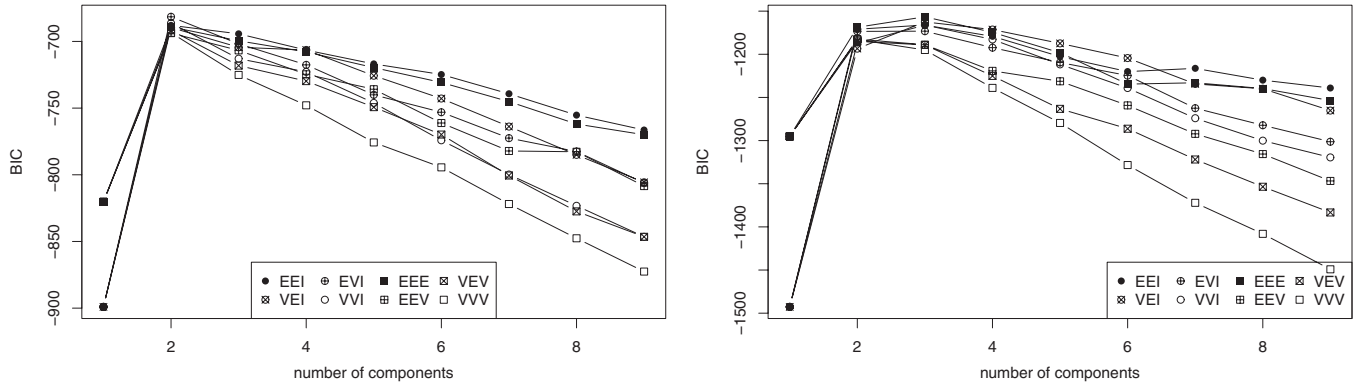 BIC
−700
−750
−800
−850
−900
2
4
6
8
number of components
EEI EVI EEE VEV
VEI VVI EEV VVV
BIC
−1200
−1300
−1400
−1500
2
4
6
8
number of components
EEI EVI EEE VEV
VEI VVI EEV VVV